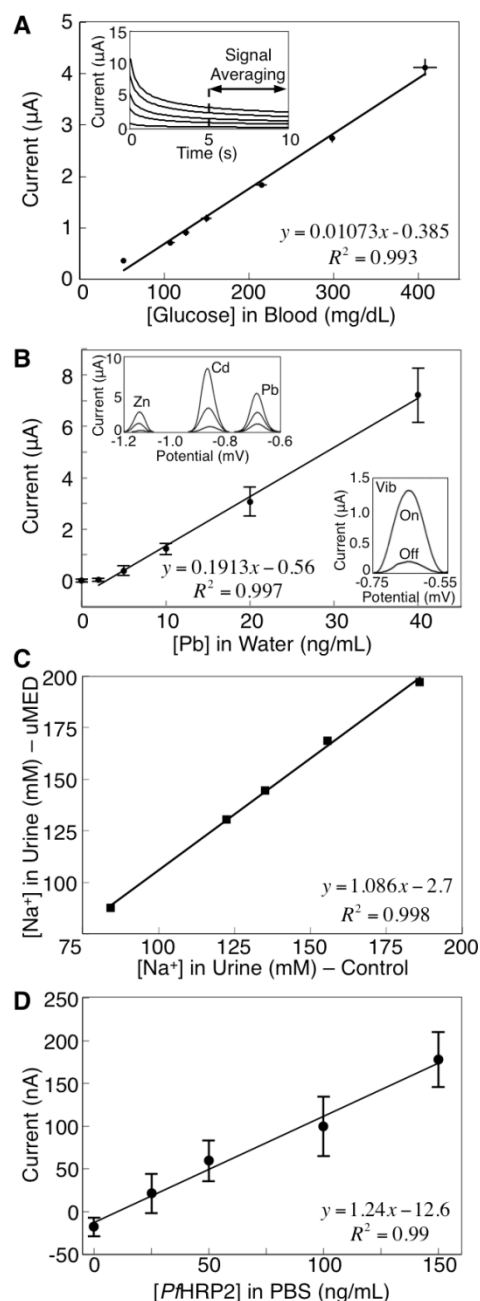 A
Current (µA)
5
4
3
2
1
0
0
100
200
300
400
[Glucose] in Blood (mg/dL)
y = 0.01073x - 0.385
R² = 0.993
Current (µA)
15
10
5
0
0
5
10
Time (s)
Signal
Averaging
B
Current (µA)
8
6
4
2
0
0
10
20
30
40
[Pb] in Water (ng/mL)
y = 0.1913x - 0.56
R² = 0.997
Current (µA)
10
5
0
Zn
Cd
Pb
-1.2
-1.0
-0.8
-0.6
Potential (mV)
Current (µA)
1.5
1.0
0.5
0.0
Vib
On
Off
-0.75
-0.55
Potential (mV)
C
[Na⁺] in Urine (mM) – uMED
200
175
150
125
100
75
100
125
150
175
200
[Na⁺] in Urine (mM) – Control
y = 1.086x − 2.7
R² = 0.998
D
Current (nA)
250
200
150
100
50
0
-50
0
50
100
150
[PfHRP2] in PBS (ng/mL)
y = 1.24x − 12.6
R² = 0.99